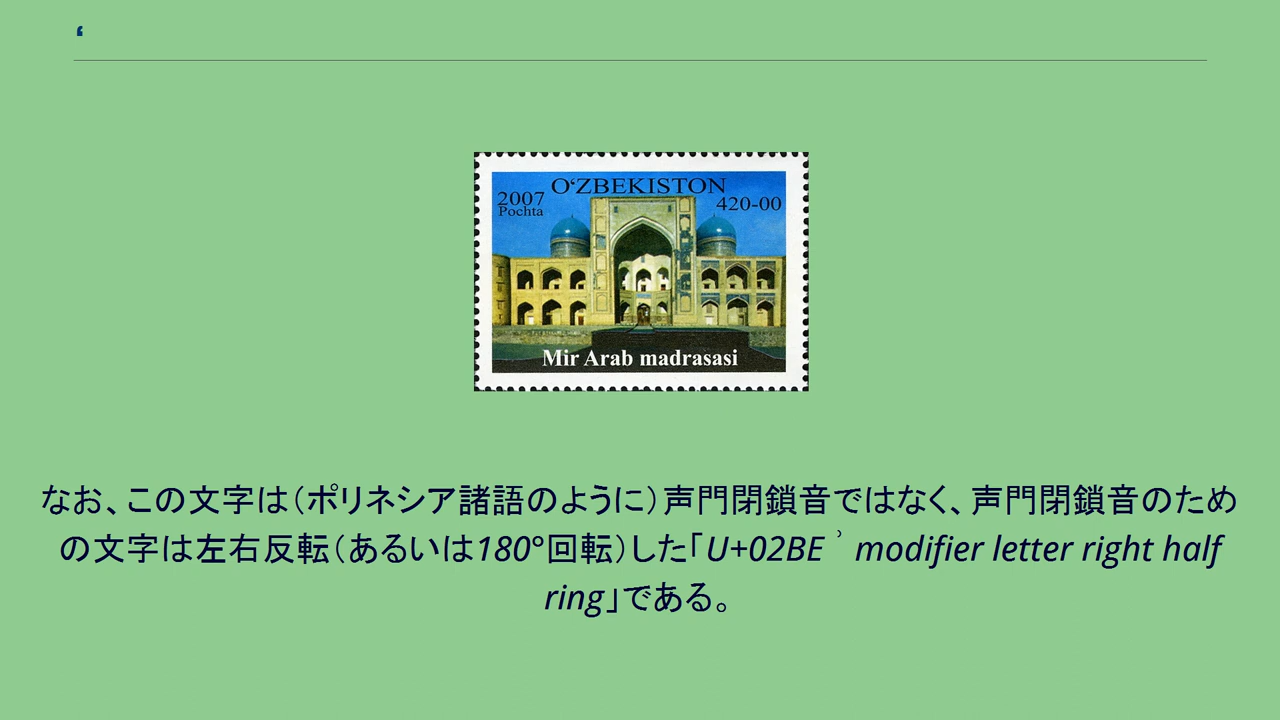 ʻ
O‘ZBEKISTON
2007
Pochta
420-00
Mir Arab madrasasi
なお、この文字は（ポリネシア諸語のように）声門閉鎖音ではなく、声門閉鎖音のため
の文字は左右反転（あるいは180°回転）した「U+02BE ʾ modifier letter right half
ring」である。